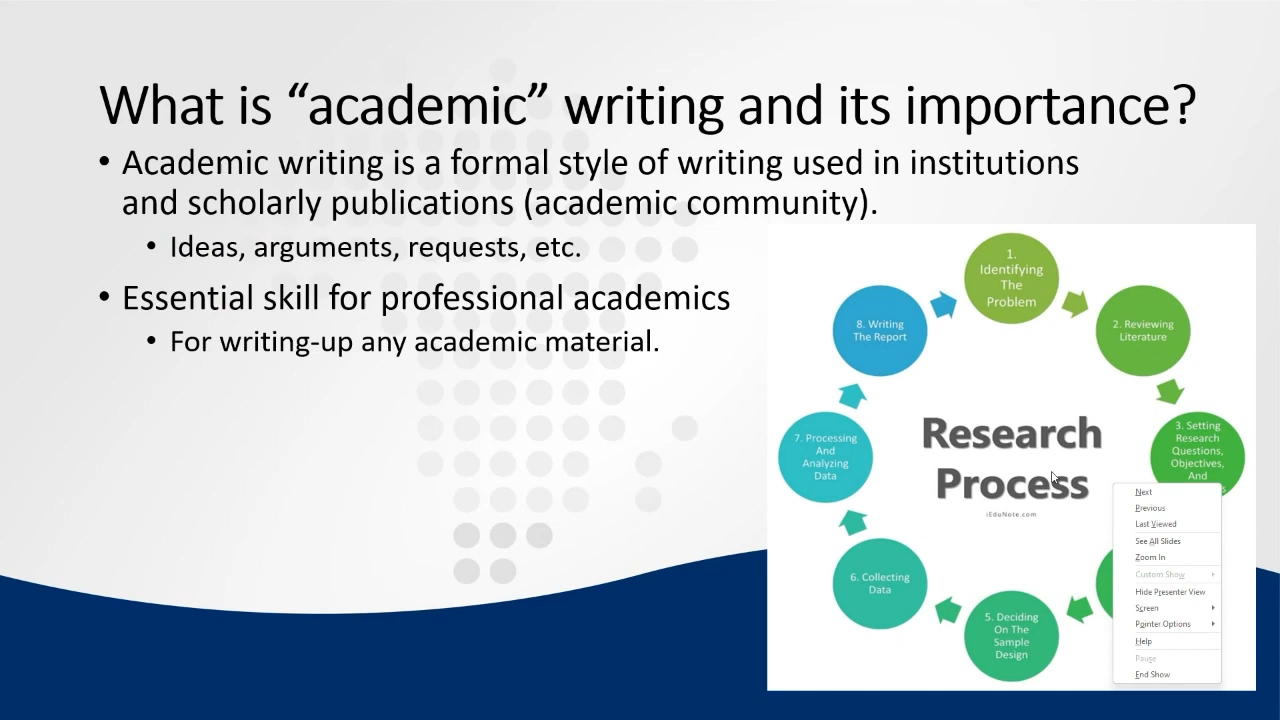 What is “academic” writing and its importance?
• Academic writing is a formal style of writing used in institutions
and scholarly publications (academic community).
• Ideas, arguments, requests, etc.
• Essential skill for professional academics
• For writing-up any academic material.
1.
Identifying
The
Problem
2. Reviewing
Literature
3. Setting
Research
Questions,
Objectives,
And
5. Deciding
On The
Sample
Design
6. Collecting
Data
7. Processing
And
Analyzing
Data
8. Writing
The Report
Research
Process
iEduNote.com
Next
Previous
Last Viewed
See All Slides
Zoom In
Custom Show
Hide Presenter View
Screen
Pointer Options
Help
Pause
End Show